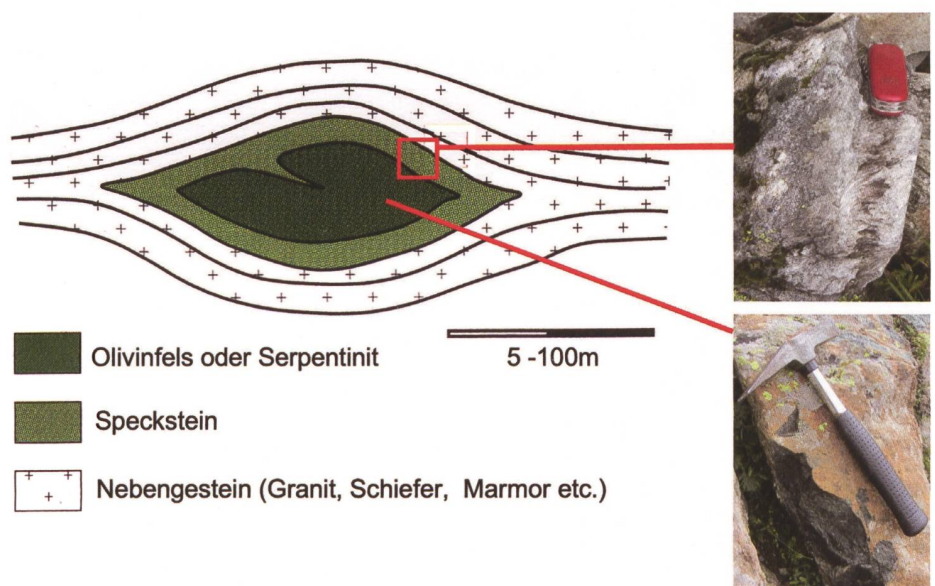 5 -100m
Olivinfels oder Serpentinit
Speckstein
Nebengestein (Granit, Schiefer, Marmor etc.)